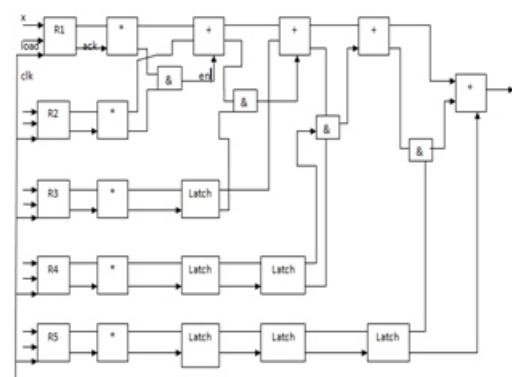 x R1 * + + +
load ack
clk & en
& +
R2 * &
&
R3 * Latch
R4 * Latch Latch
R5 * Latch Latch Latch